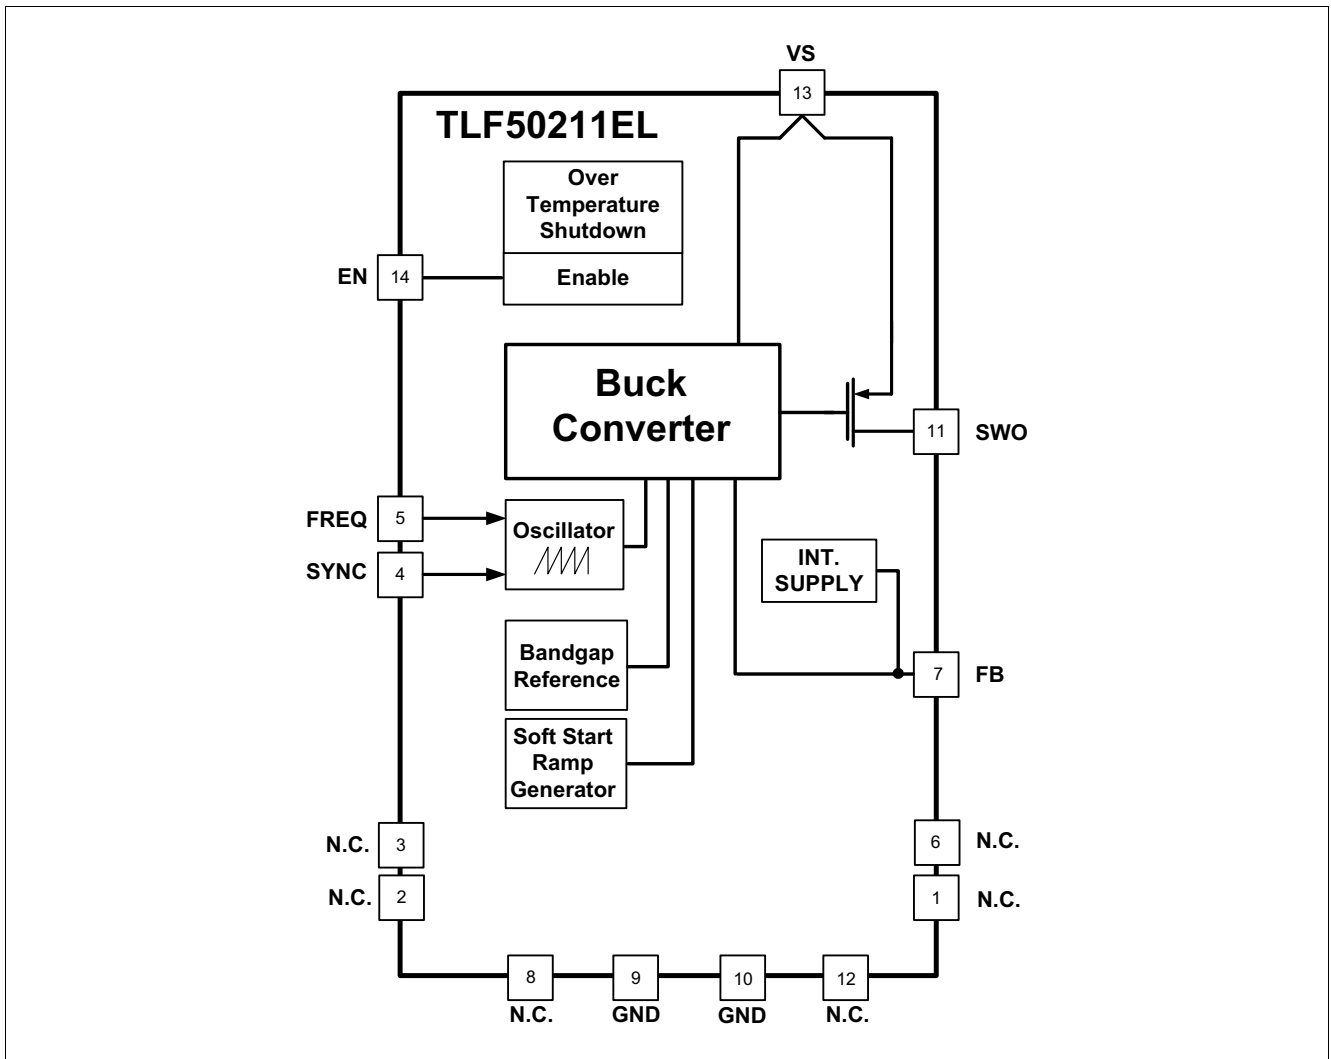 VS
13
TLF50211EL
Over
Temperature
Shutdown
EN
14
Enable
Buck
Converter
11
SWO
FREQ
5
Oscillator
SYNC
4
INT.
SUPPLY
Bandgap
Reference
7
FB
Soft Start
Ramp
Generator
N.C.
3
6
N.C.
N.C.
2
1
N.C.
8
9
10
12
N.C.
GND
GND
N.C.